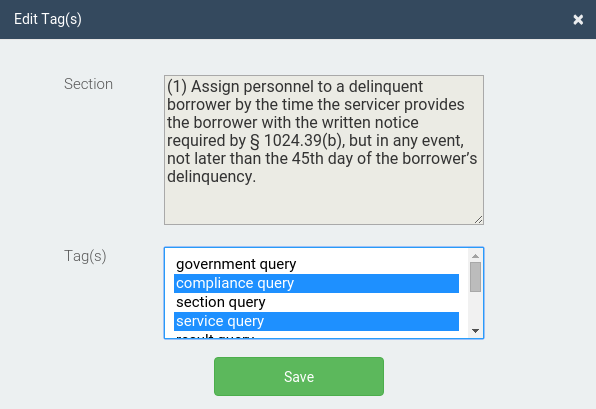 Edit Tag(s)
×
Section
(1) Assign personnel to a delinquent
borrower by the time the servicer provides
the borrower with the written notice
required by § 1024.39(b), but in any event,
not later than the 45th day of the borrower’s
delinquency.
Tag(s)
government query
compliance query
section query
service query
result query
Save